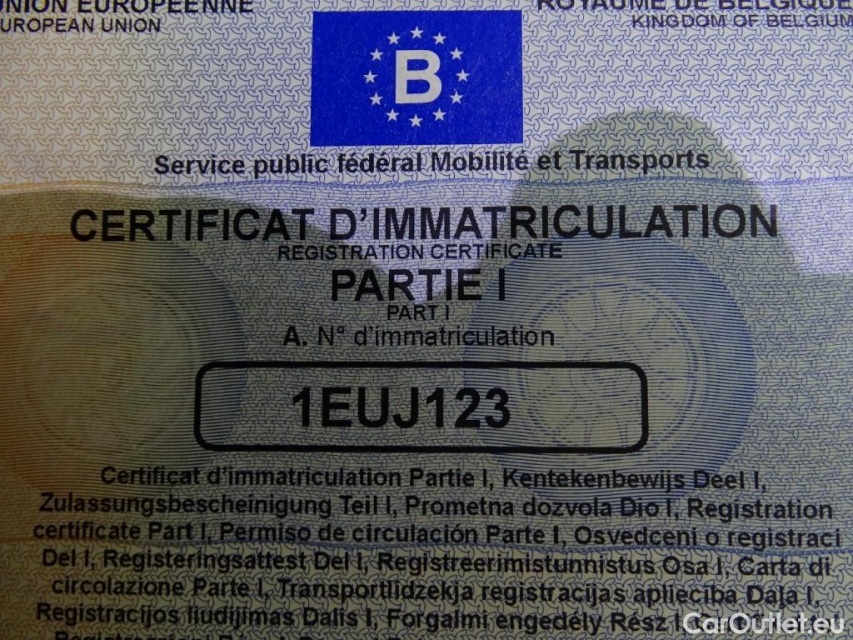 UNION EUROPÉENNE
EUROPEAN UNION
ROYAUME DE BELGIQUE
KINGDOM OF BELGIUM
B
Service public fédéral Mobilité et Transports
CERTIFICAT D'IMMATRICULATION
REGISTRATION CERTIFICATE
PARTIE I
PART I
A. N° d'immatriculation
1EUJ123
Certificat d'immatriculation Partie I, Kentekenbewijs Deel I,
Zulassungsbescheinigung Teil I, Prometna dozvola Dio I, Registration
certificate Part I, Permiso de circulación Parte I, Osvedceni o registraci
Del I, Registeringsattest Del I, Registreerimistunnistus Osa I, Carta di
circolazione Parte I, Transportlidzekja registracijas aplieciba Daļa I,
Registracijos liudijimas Dalis I, Forgalmi engedély Rész I,
CarOutlet.eu